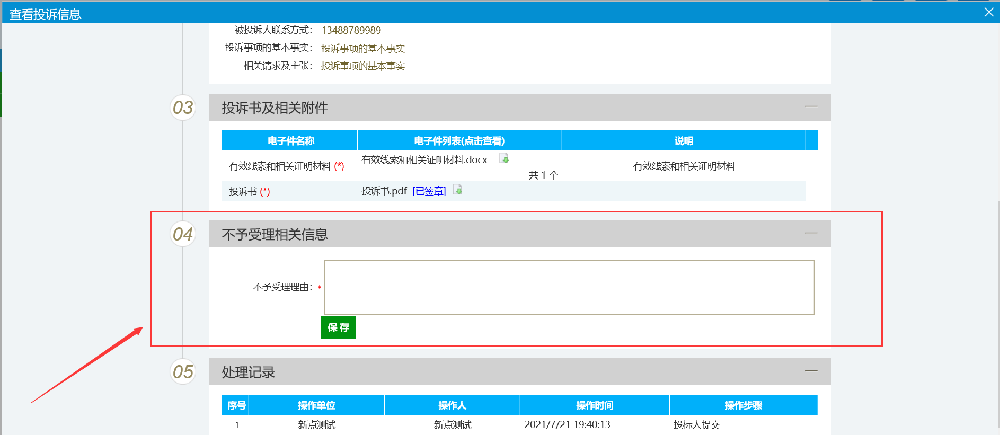 查看投诉信息
被投诉人联系方式： 13488789989
投诉事项的基本事实： 投诉事项的基本事实
相关请求及主张： 投诉事项的基本事实
03 投诉书及相关附件
电子件名称 电子件列表(点击查看) 说明
有效线索和相关证明材料 (*) 有效线索和相关证明材料.docx 有效线索和相关证明材料
共 1 个
投诉书 (*) 投诉书.pdf [已签章]
04 不予受理相关信息
不予受理理由： *
保 存
05 处理记录
序号 操作单位 操作人 操作时间 操作步骤
1 新点测试 新点测试 2021/7/21 19:40:13 投标人提交